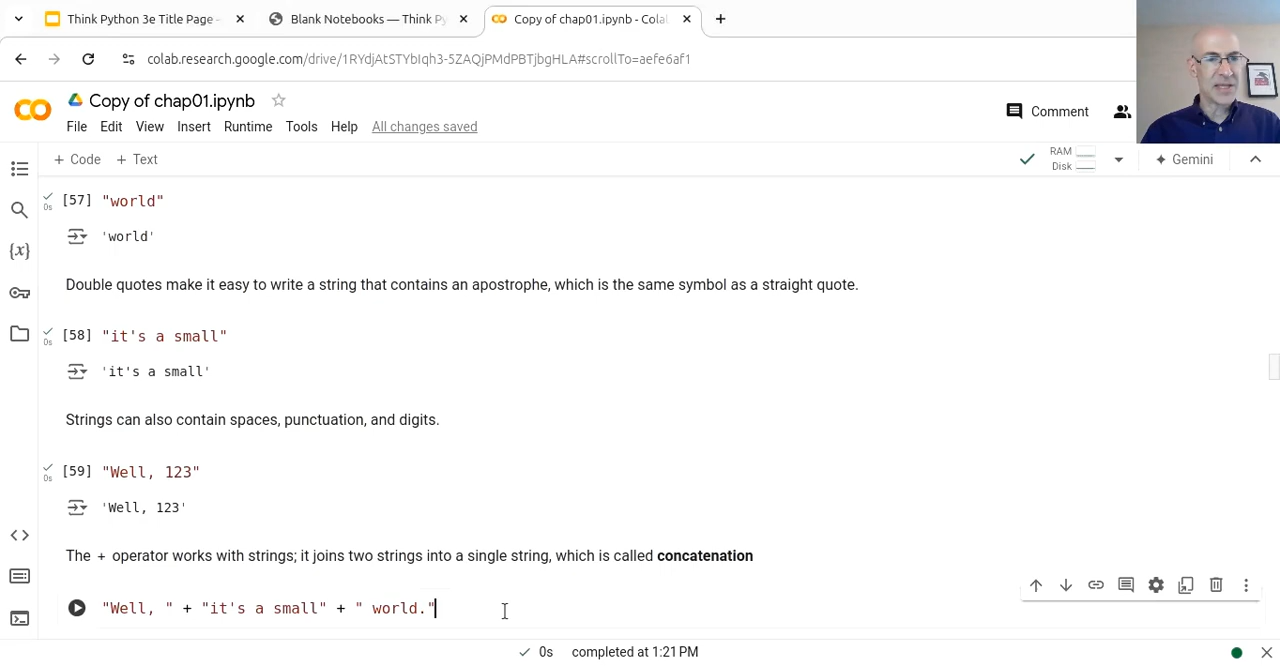 Think Python 3e Title Page -
Blank Notebooks — Think Py
Copy of chap01.ipynb - Cola
colab.research.google.com/drive/1RYdjAtSTYbIqh3-5ZAQjPMdPBTjbgHLA#scrollTo=aefe6af1
CO
Copy of chap01.ipynb
Comment
File Edit View Insert Runtime Tools Help All changes saved
+ Code + Text
RAM
Disk
Gemini
[57] "world"
0s
'world'
Double quotes make it easy to write a string that contains an apostrophe, which is the same symbol as a straight quote.
[58] "it's a small"
0s
'it's a small'
Strings can also contain spaces, punctuation, and digits.
[59] "Well, 123"
0s
'Well, 123'
The + operator works with strings; it joins two strings into a single string, which is called concatenation
"Well, " + "it's a small" + " world."
0s completed at 1:21 PM